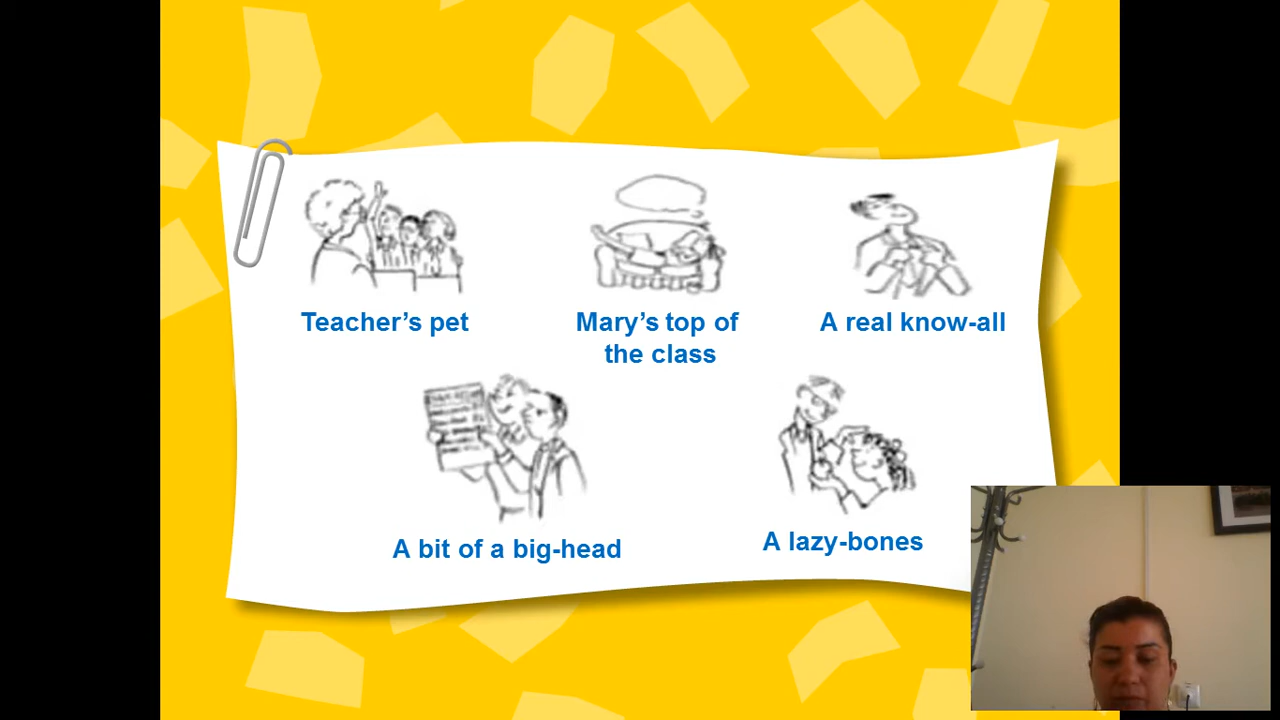 Teacher’s pet
Mary’s top of
the class
A real know-all
A bit of a big-head
A lazy-bones